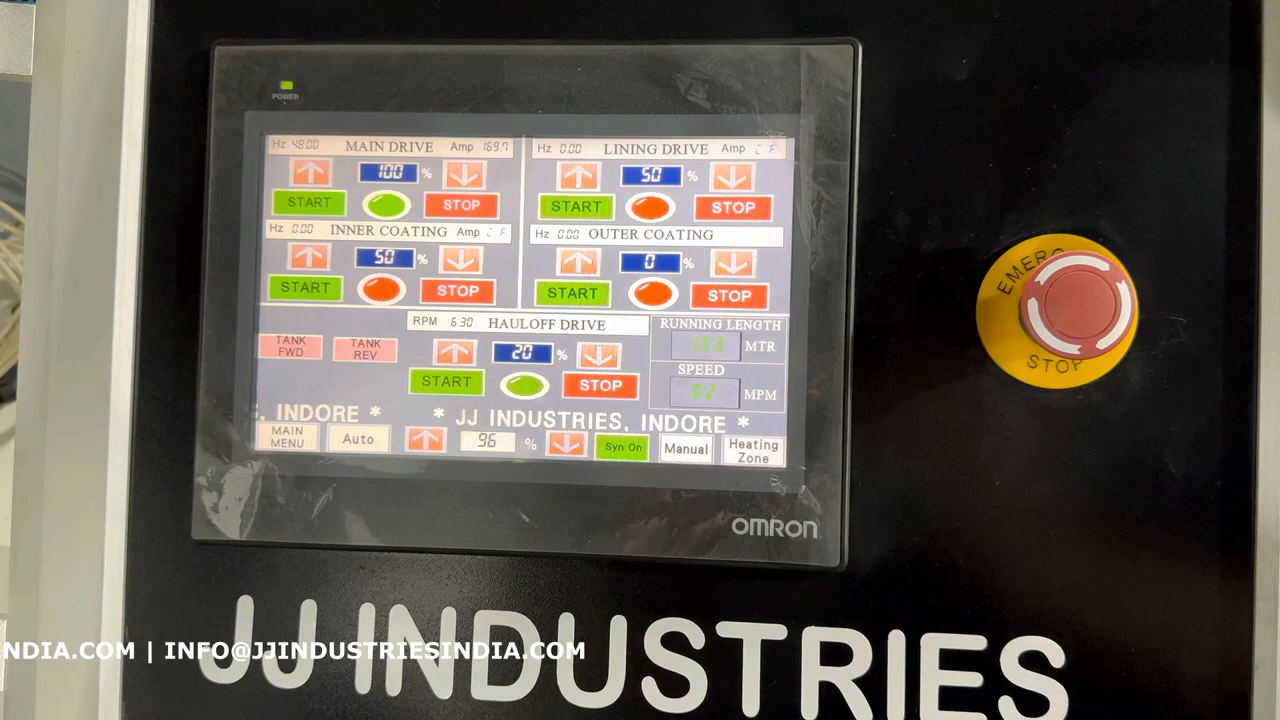 POWER
Hz 48.00 MAIN DRIVE Amp 169.7
100 %
START STOP
Hz 0.00 LINING DRIVE Amp
50 %
START STOP
Hz 0.00 INNER COATING Amp
50 %
START STOP
Hz 0.00 OUTER COATING
0 %
START STOP
RPM 6.30 HAULOFF DRIVE
TANK FWD
TANK REV
20 %
START STOP
RUNNING LENGTH
MTR
SPEED
MPM
, INDORE * * JJ INDUSTRIES, INDORE *
MAIN MENU
Auto
96 %
Syn On
Manual
Heating Zone
OMRON
EMERG
STOP
JJ INDUSTRIES
NDIA.COM | INFO@JJINDUSTRIESINDIA.COM